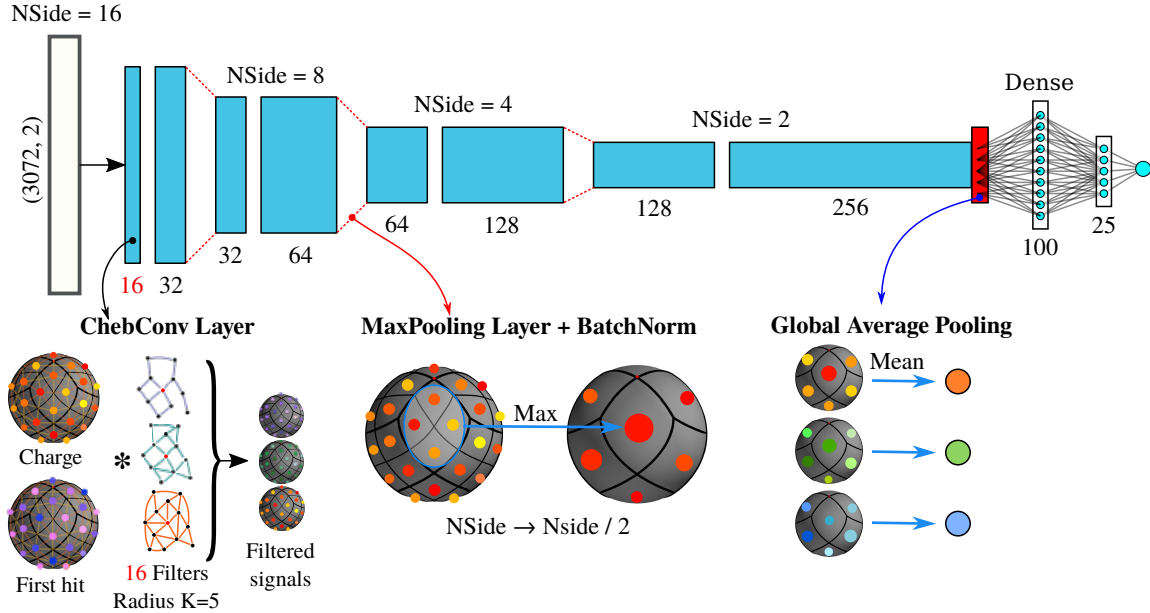 NSide = 16
NSide = 8
NSide = 4
NSide = 2
Dense
(3072, 2)
16
32
32
64
64
128
128
256
100
25
ChebConv Layer
MaxPooling Layer + BatchNorm
Global Average Pooling
Charge
*
First hit
16 Filters
Radius K=5
Filtered
signals
Max
NSide → Nside / 2
Mean